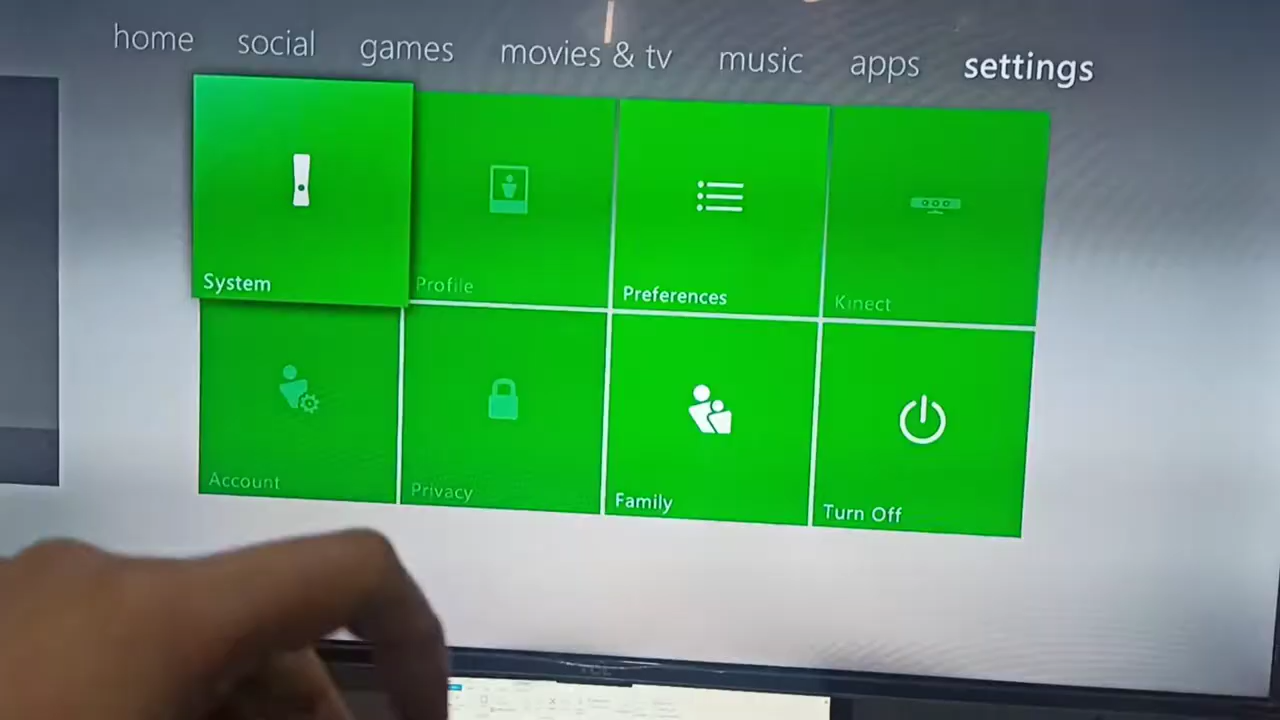 home social games movies & tv music apps settings
System Profile Preferences Kinect
Account Privacy Family Turn Off